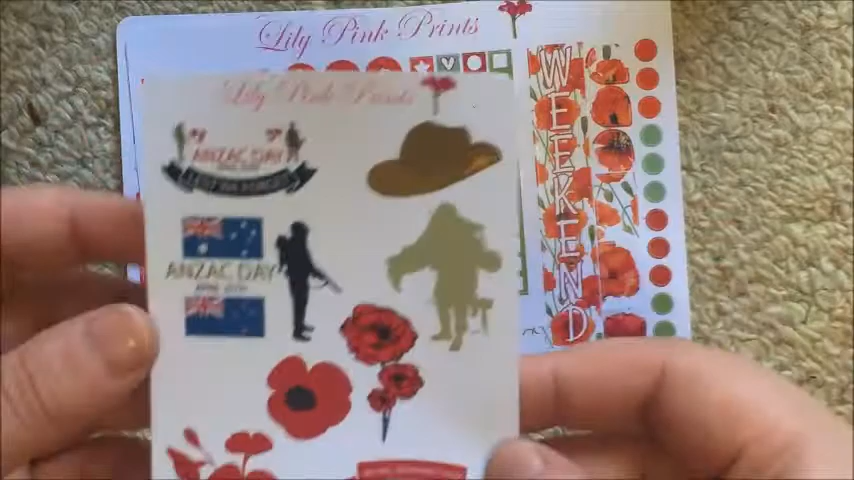 Lily Pink Prints
Lily Pink Prints
ANZAC DAY
LEST WE FORGET
ANZAC DAY
WEEKEND